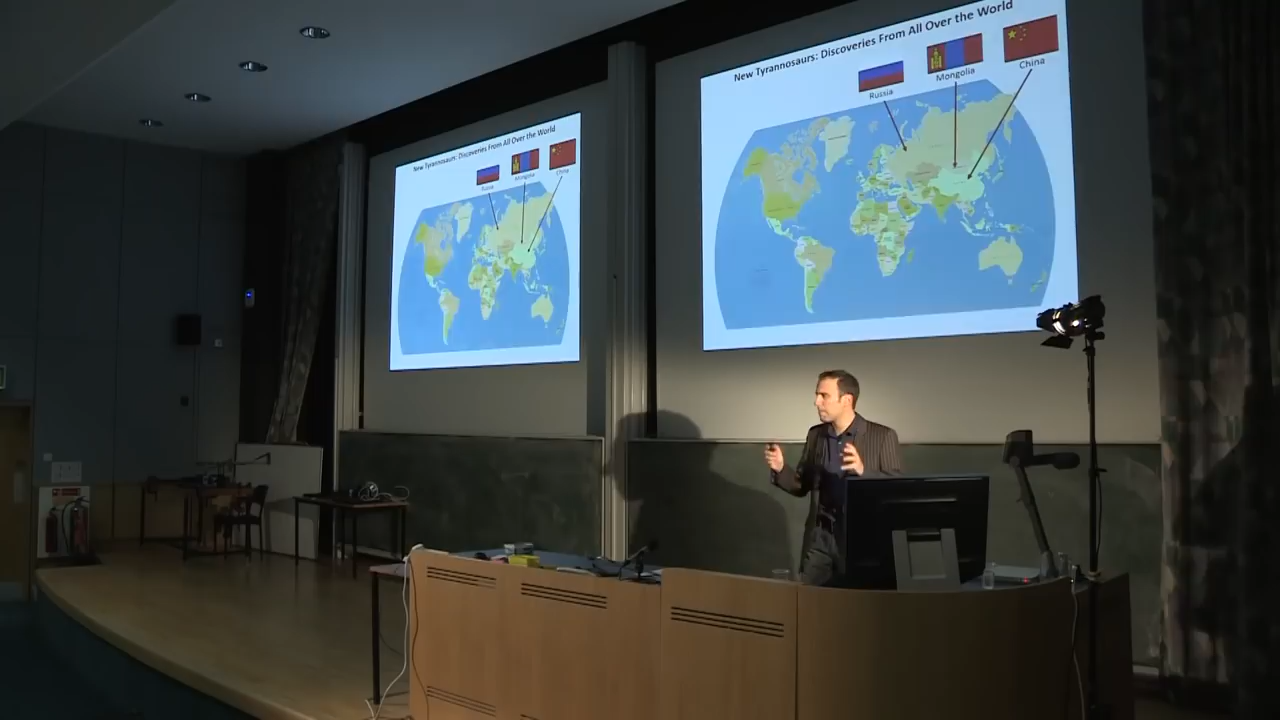 New Tyrannosaurs: Discoveries From All Over the World
Russia
Mongolia
China
New Tyrannosaurs: Discoveries From All Over the World
Russia
Mongolia
China